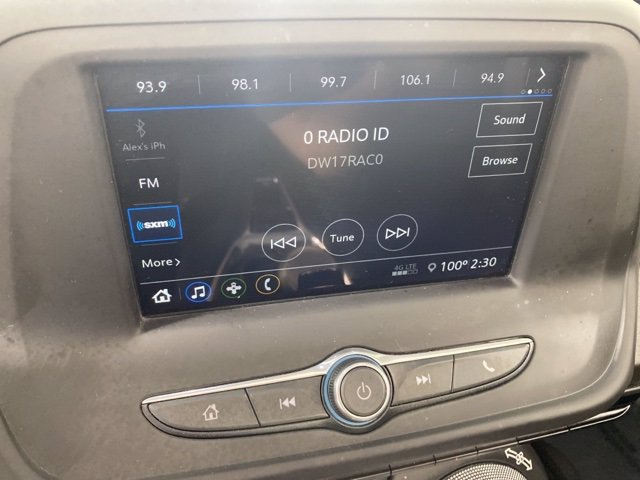 93.9 98.1 99.7 106.1 94.9
Alex's iPh
FM
sxm
More
0 RADIO ID
DW17RAC0
Sound
Browse
Tune
4G LTE
100° 2:30